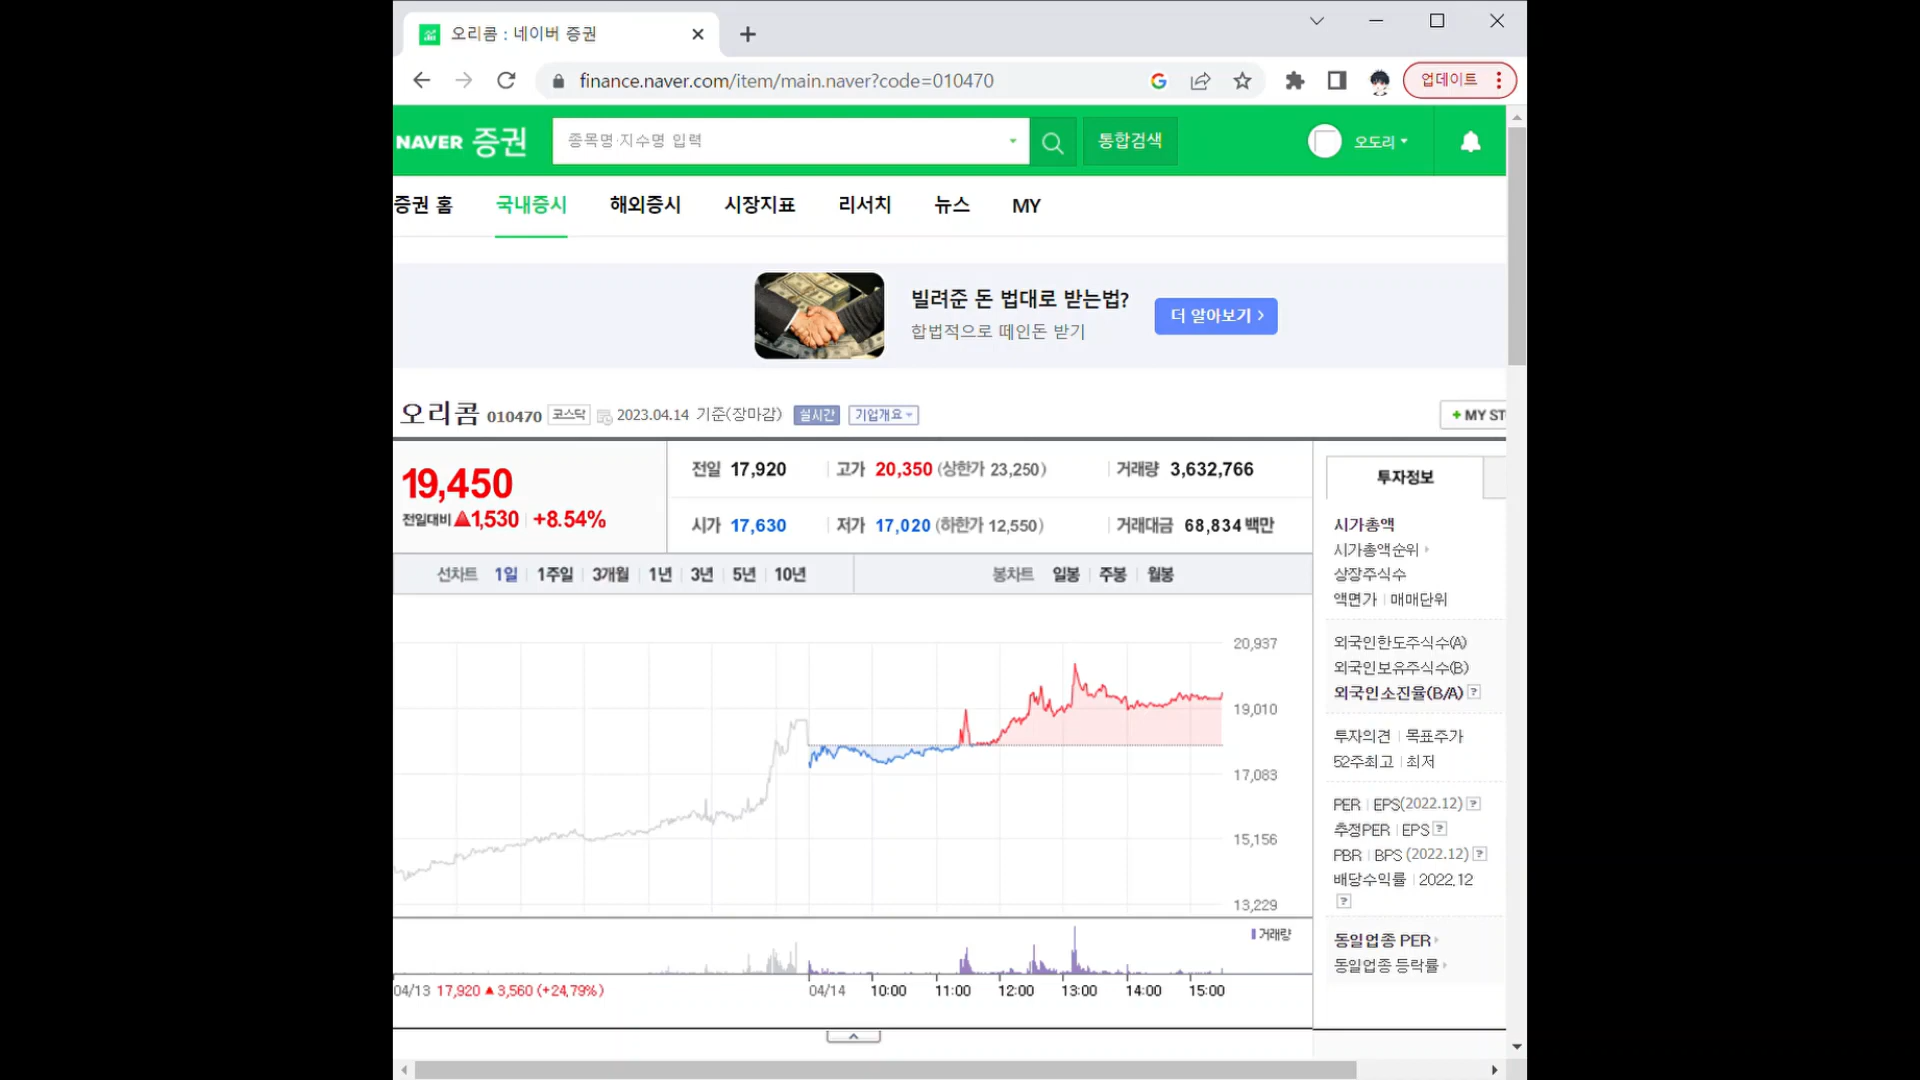 오리콤 : 네이버 증권
finance.naver.com/item/main.naver?code=010470
업데이트
NAVER 증권
종목명·지수명 입력
통합검색
오도리
증권 홈 국내증시 해외증시 시장지표 리서치 뉴스 MY
빌려준 돈 법대로 받는법?
합법적으로 떼인돈 받기
더 알아보기 >
오리콤 010470 코스닥 2023.04.14 기준(장마감) 실시간 기업개요
+ MY ST
19,450
전일대비 ▲1,530 +8.54%
전일 17,920 고가 20,350 (상한가 23,250) 거래량 3,632,766
시가 17,630 저가 17,020 (하한가 12,550) 거래대금 68,834 백만
선차트 1일 1주일 3개월 1년 3년 5년 10년 봉차트 일봉 주봉 월봉
20,937
19,010
17,083
15,156
13,229
거래량
04/13 17,920 ▲3,560 (+24,79%) 04/14 10:00 11:00 12:00 13:00 14:00 15:00
투자정보
시가총액
시가총액순위
상장주식수
액면가 | 매매단위
외국인한도주식수(A)
외국인보유주식수(B)
외국인소진율(B/A) ?
투자의견 | 목표주가
52주최고 | 최저
PER | EPS(2022.12) ?
추정PER | EPS ?
PBR | BPS (2022.12) ?
배당수익률 | 2022.12
?
동일업종 PER
동일업종 등락률